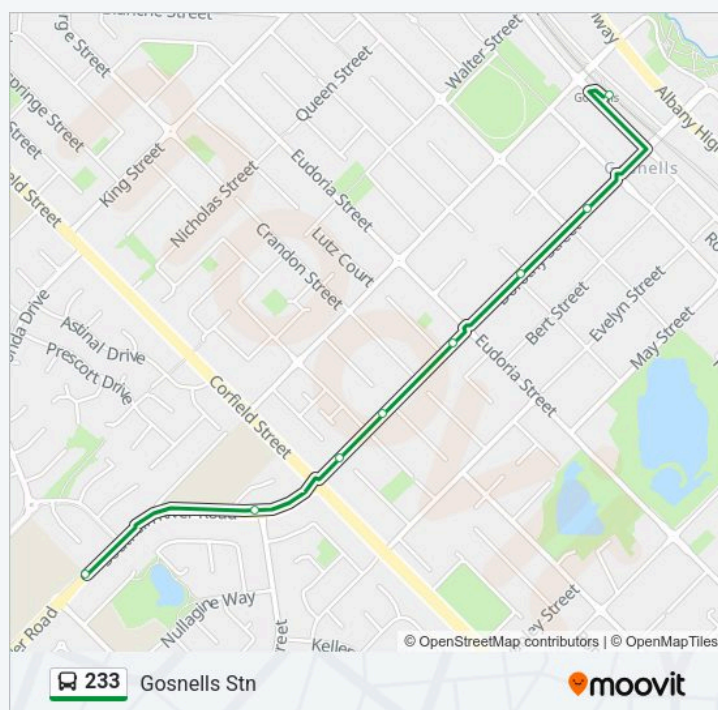 Blanche Street
Queen Street
Walter Street
Albany High
Gosnells
King Street
Nicholas Street
Eudoria Street
Lutz Court
Crandon Street
Astinal Drive
Prescott Drive
Corfield Street
Bert Street
Evelyn Street
May Street
Eudoria Street
Nullagine Way
© OpenStreetMap contributors | © OpenMapTiles
233 Gosnells Stn
moovit